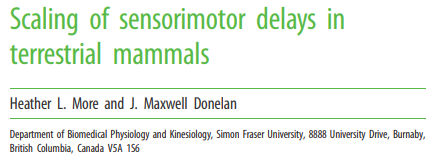 Scaling of sensorimotor delays in
terrestrial mammals
Heather L. More and J. Maxwell Donelan
Department of Biomedical Physiology and Kinesiology, Simon Fraser University, 8888 University Drive, Burnaby,
British Columbia, Canada V5A 1S6